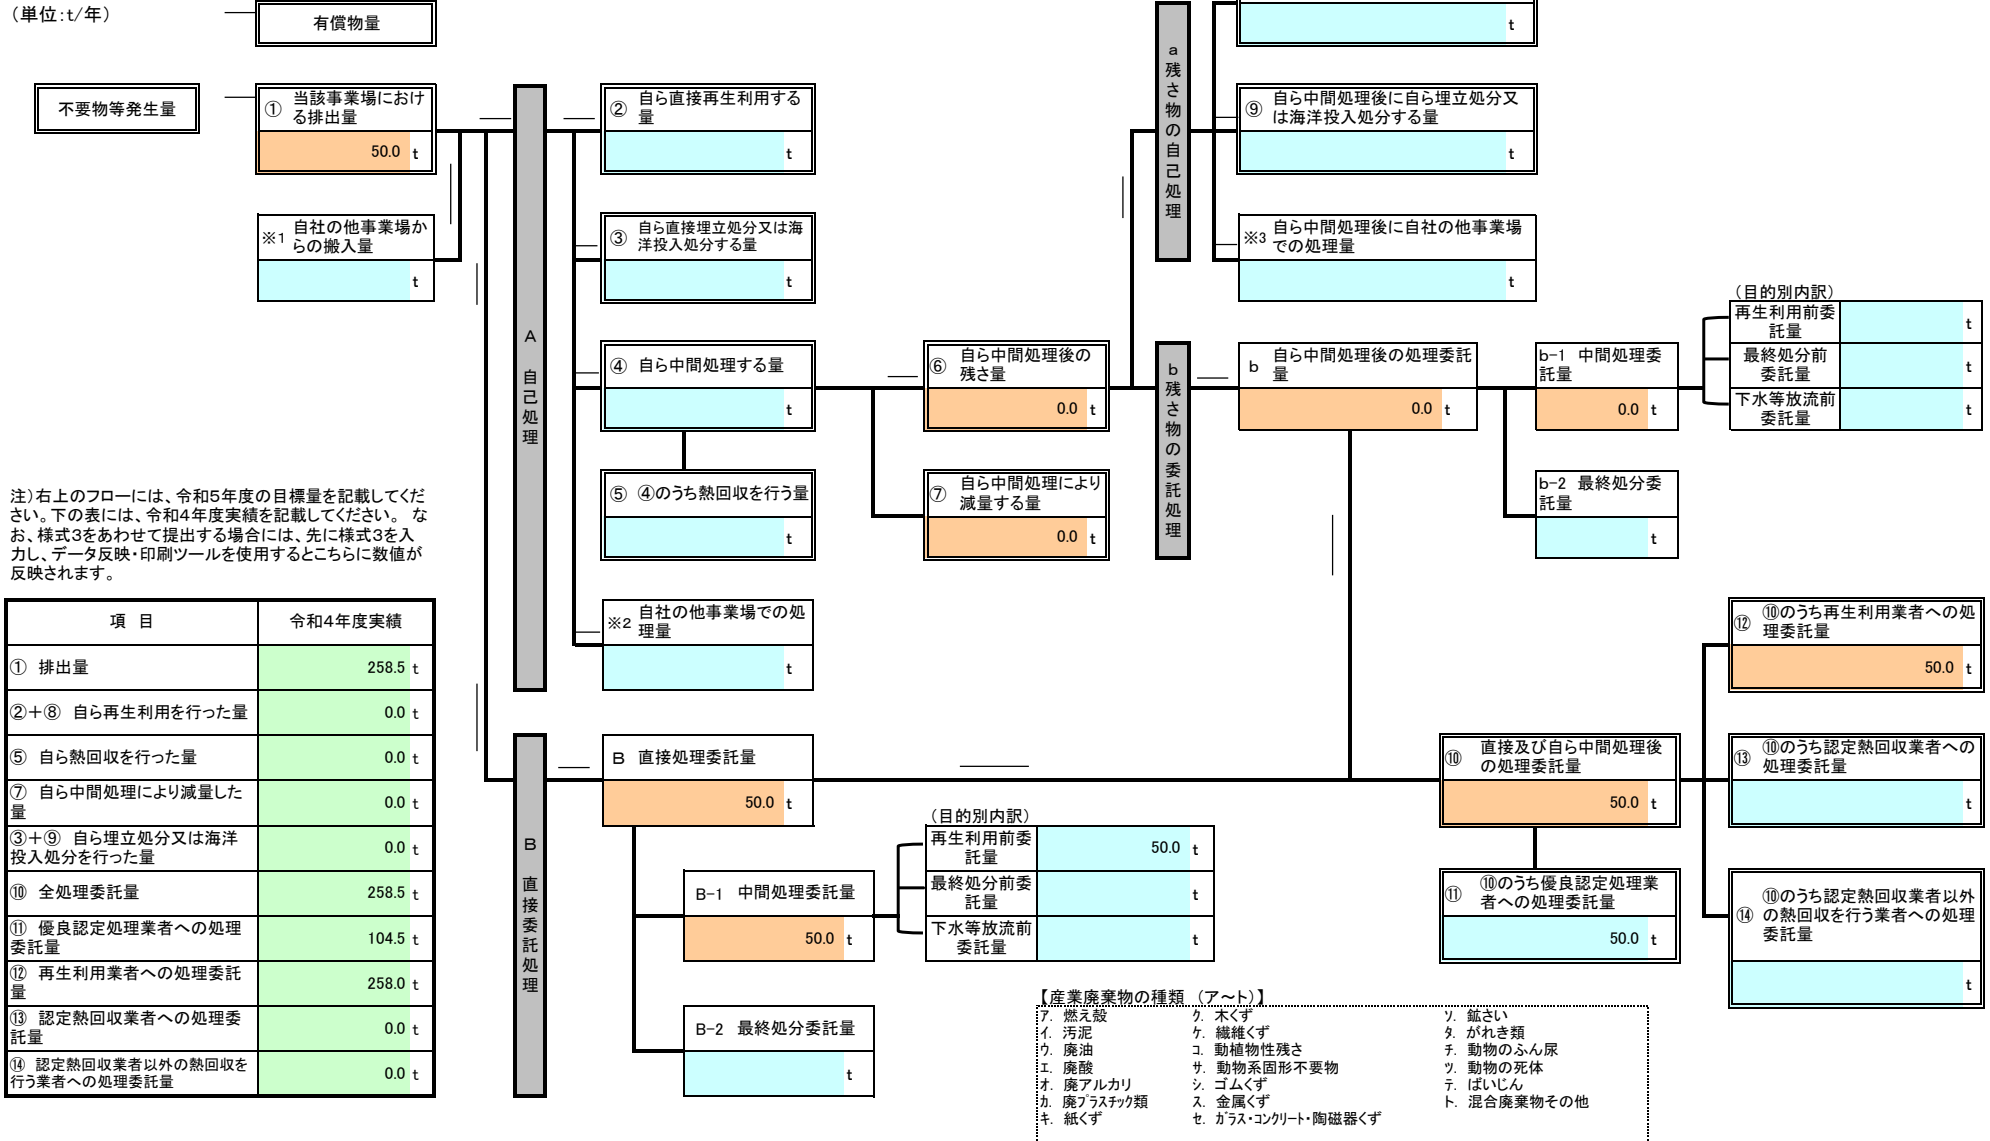 （単位：t/年）
有償物量
不要物等発生量
① 当該事業場におけ
る排出量
50.0 t
※1 自社の他事業場か
らの搬入量
t
A 自己処理
② 自ら直接再生利用する
量
t
③ 自ら直接埋立処分又は海
洋投入処分する量
t
④ 自ら中間処理する量
t
⑤ ④のうち熱回収を行う量
t
※2 自社の他事業場での処
理量
t
⑥ 自ら中間処理後の
残さ量
0.0 t
⑦ 自ら中間処理により
減量する量
0.0 t
a 残さ物の自己処理
t
⑨ 自ら中間処理後に自ら埋立処分又
は海洋投入処分する量
t
※3 自ら中間処理後に自社の他事業場
での処理量
t
b 残さ物の委託処理
b 自ら中間処理後の処理委託
量
0.0 t
b-1 中間処理委
託量
0.0 t
b-2 最終処分委
託量
t
（目的別内訳）
再生利用前委
託量
t
最終処分前
委託量
t
下水等放流前
委託量
t
注）右上のフローには、令和５年度の目標量を記載してくだ
さい。下の表には、令和４年度実績を記載してください。 な
お、様式３をあわせて提出する場合には、先に様式３を入
力し、データ反映・印刷ツールを使用するとこちらに数値が
反映されます。
項 目 令和４年度実績
① 排出量 258.5 t
②＋⑧ 自ら再生利用を行った量 0.0 t
⑤ 自ら熱回収を行った量 0.0 t
⑦ 自ら中間処理により減量した
量 0.0 t
③＋⑨ 自ら埋立処分又は海洋
投入処分を行った量 0.0 t
⑩ 全処理委託量 258.5 t
⑪ 優良認定処理業者への処理
委託量 104.5 t
⑫ 再生利用業者への処理委託
量 258.0 t
⑬ 認定熱回収業者への処理委
託量 0.0 t
⑭ 認定熱回収業者以外の熱回収を
行う業者への処理委託量 0.0 t
B 直接委託処理
B 直接処理委託量
50.0 t
B-1 中間処理委託量
50.0 t
B-2 最終処分委託量
t
（目的別内訳）
再生利用前委
託量
50.0 t
最終処分前委
託量
t
下水等放流前
委託量
t
⑩ 直接及び自ら中間処理後
の処理委託量
50.0 t
⑪ ⑩のうち優良認定処理業
者への処理委託量
50.0 t
⑫ ⑩のうち再生利用業者への処
理委託量
50.0 t
⑬ ⑩のうち認定熱回収業者への
処理委託量
t
⑭ ⑩のうち認定熱回収業者以外
の熱回収を行う業者への処理
委託量
t
【産業廃棄物の種類 （ア～ト）】
ア. 燃え殻
イ. 汚泥
ウ. 廃油
エ. 廃酸
オ. 廃アルカリ
カ. 廃プラスチック類
キ. 紙くず
ク. 木くず
ケ. 繊維くず
コ. 動植物性残さ
サ. 動物系固形不要物
シ. ゴムくず
ス. 金属くず
セ. ガラス・コンクリート・陶磁器くず
ソ. 鉱さい
タ. がれき類
チ. 動物のふん尿
ツ. 動物の死体
テ. ばいじん
ト. 混合廃棄物その他